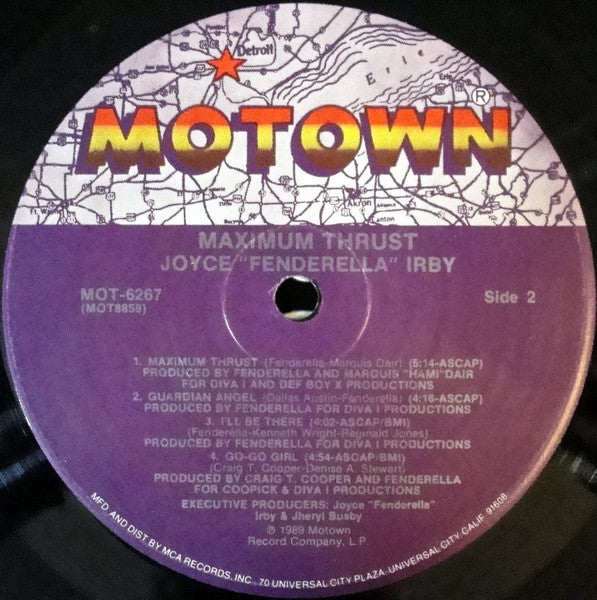 Detroit
Erie
MOTOWN®
Akron
MAXIMUM THRUST
JOYCE "FENDERELLA" IRBY
MOT-6267
(MOT8859)
Side 2
1. MAXIMUM THRUST (Fenderella-Marquis Dair) (5:14-ASCAP)
PRODUCED BY FENDERELLA AND MARQUIS "HAMI" DAIR
FOR DIVA I AND DEF BOY X PRODUCTIONS
2. GUARDIAN ANGEL (Dallas Austin-Fenderella) (4:16-ASCAP)
PRODUCED BY FENDERELLA FOR DIVA I PRODUCTIONS
3. I'LL BE THERE (4:02-ASCAP/BMI)
(Fenderella-Kenneth Wright-Reginald Jones)
PRODUCED BY FENDERELLA FOR DIVA I PRODUCTIONS
4. GO-GO GIRL (4:54-ASCAP/BMI)
(Craig T. Cooper-Denise A. Stewart)
PRODUCED BY CRAIG T. COOPER AND FENDERELLA
FOR COOPICK & DIVA I PRODUCTIONS
EXECUTIVE PRODUCERS: Joyce "Fenderella"
Irby & Jheryl Busby
℗ 1989 Motown
Record Company, L.P.
MFD. AND DIST. BY MCA RECORDS, INC., 70 UNIVERSAL CITY PLAZA, UNIVERSAL CITY, CALIF. 91608